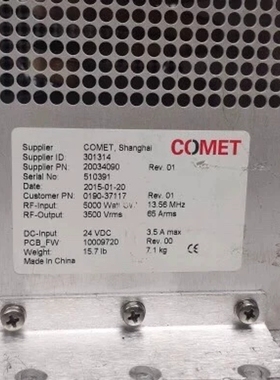 Supplier COMET, Shanghai COMET
Supplier ID: 301314
Supplier PN: 20034090 Rev. 01
Serial No: 510391
Date 2015-01-20
Customer PN: 0190-37117 Rev. 01
RF-Input: 5000 Watt 13.56 MHz
RF-Output: 3500 Vrms 65 Arms
DC-Input 24 VDC 3.5 A max
PCB_FW 10009720 Rev. 00
Weight: 15.7 lb 7.1 kg CE
Made in China